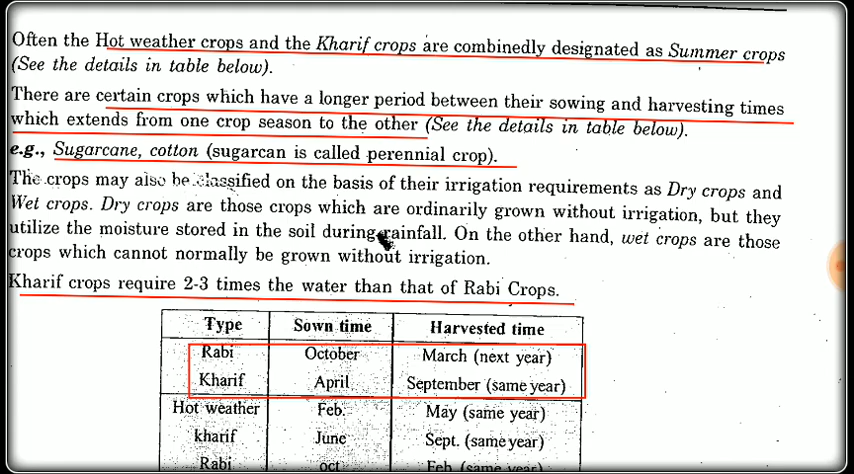 Often the Hot weather crops and the Kharif crops are combinedly designated as Summer crops
(See the details in table below).
There are certain crops which have a longer period between their sowing and harvesting times
which extends from one crop season to the other (See the details in table below).
e.g., Sugarcane, cotton (sugarcan is called perennial crop).
The crops may also be classified on the basis of their irrigation requirements as Dry crops and
Wet crops. Dry crops are those crops which are ordinarily grown without irrigation, but they
utilize the moisture stored in the soil during rainfall. On the other hand, wet crops are those
crops which cannot normally be grown without irrigation.
Kharif crops require 2-3 times the water than that of Rabi Crops.
Type Sown time Harvested time
Rabi October March (next year)
Kharif April September (same year)
Hot weather Feb. May (same year)
kharif June Sept. (same year)
Rabi oct Feb (same year)